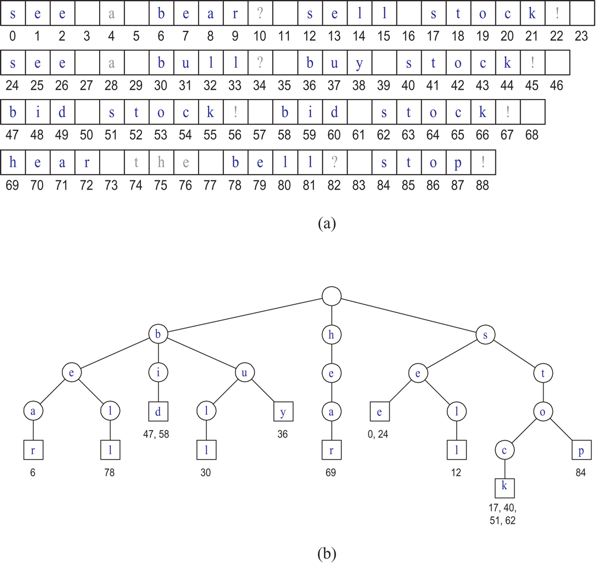 s e e a b e a r ? s e l l s t o c k !
0 1 2 3 4 5 6 7 8 9 10 11 12 13 14 15 16 17 18 19 20 21 22 23
s e e a b u l l ? b u y s t o c k !
24 25 26 27 28 29 30 31 32 33 34 35 36 37 38 39 40 41 42 43 44 45 46
b i d s t o c k ! b i d s t o c k !
47 48 49 50 51 52 53 54 55 56 57 58 59 60 61 62 63 64 65 66 67 68
h e a r t h e b e l l ? s t o p !
69 70 71 72 73 74 75 76 77 78 79 80 81 82 83 84 85 86 87 88
(a)
b h s
e i u e e t
a l d l y a e l o
47, 58 36 0, 24
r l l r l c p
6 78 30 69 12 84
k
17, 40,
51, 62
(b)